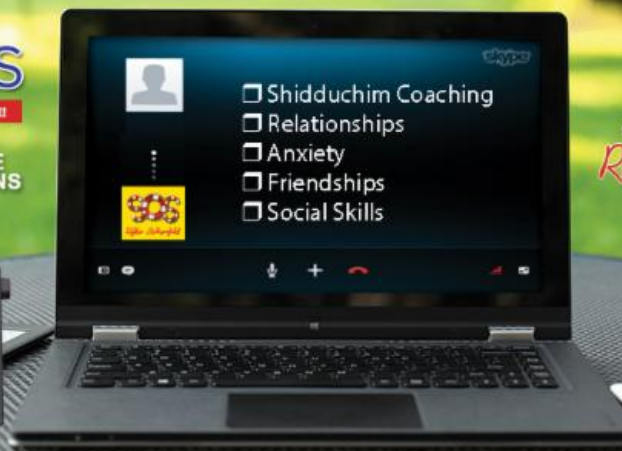 S
E
NS
skype
❒ Shidduchim Coaching
❒ Relationships
❒ Anxiety
❒ Friendships
❒ Social Skills
SOS
R